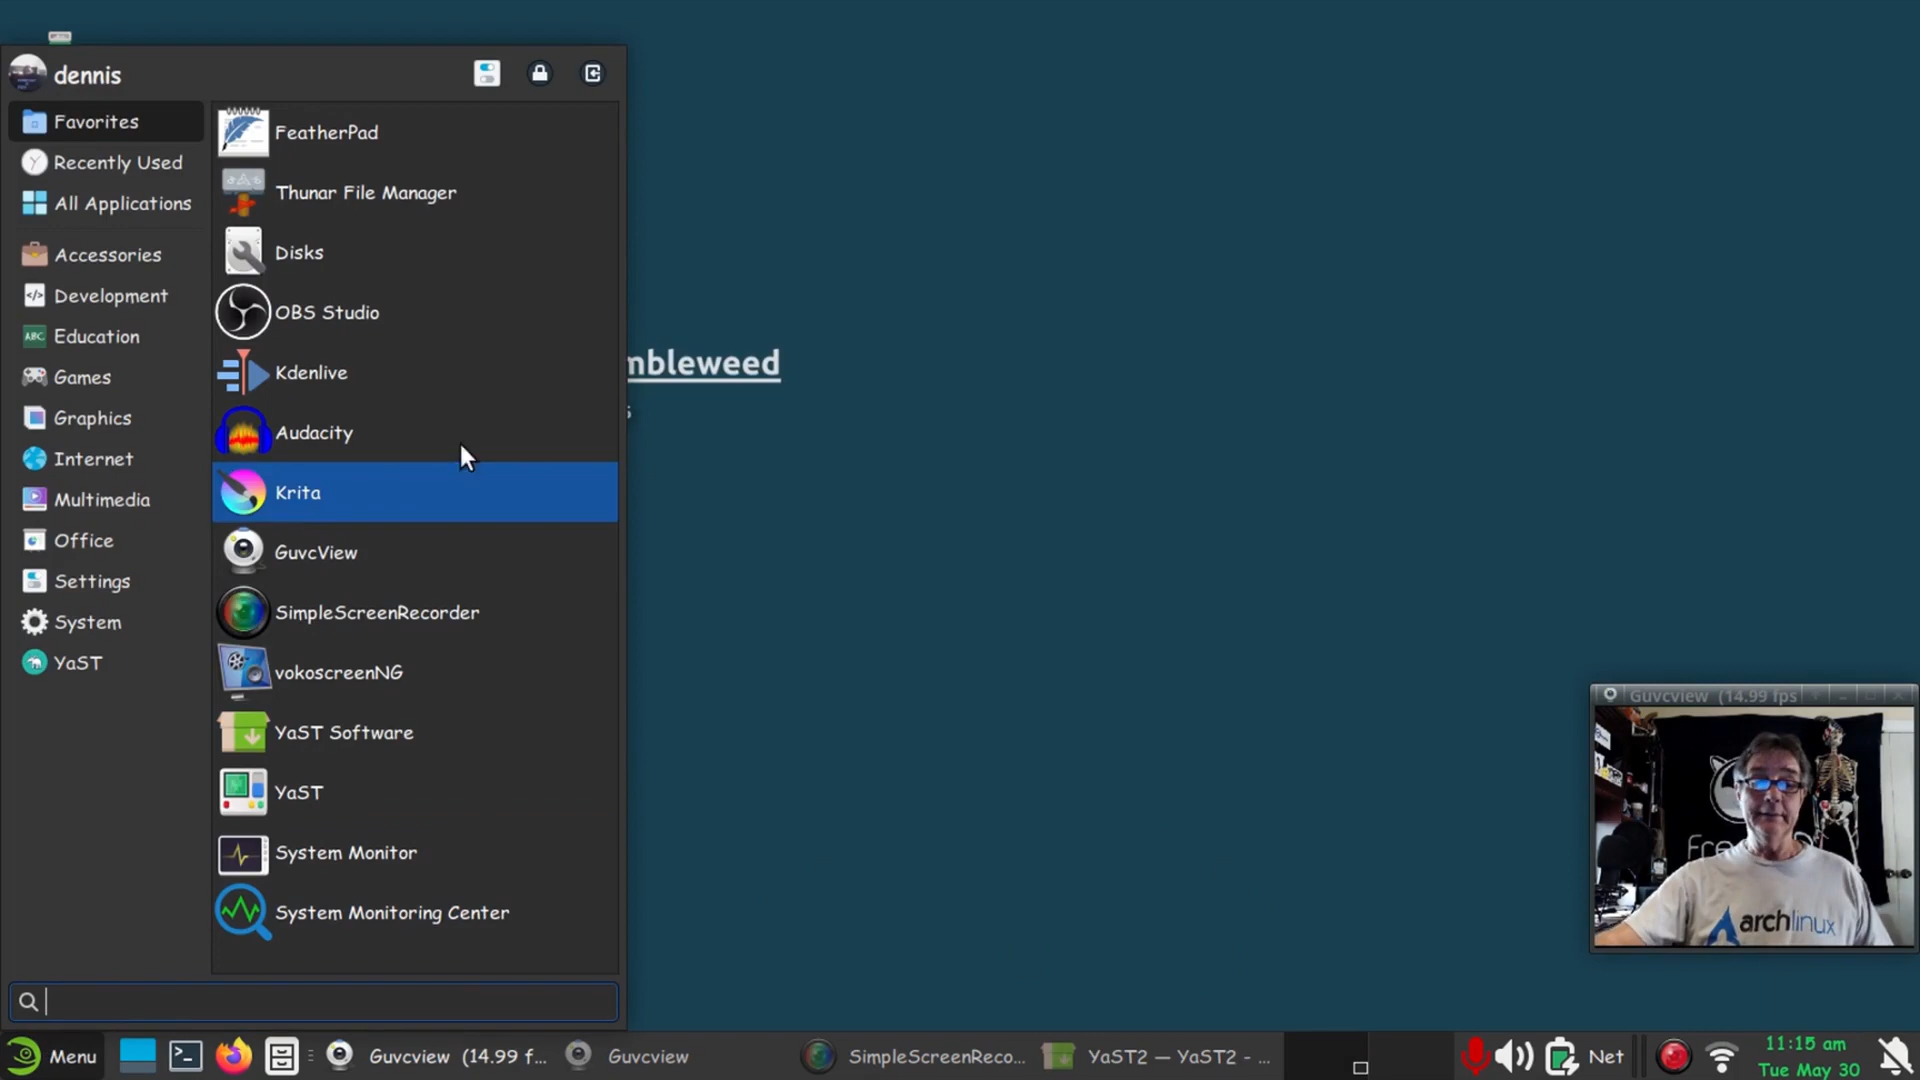 dennis
Favorites
Recently Used
All Applications
Accessories
Development
Education
Games
Graphics
Internet
Multimedia
Office
Settings
System
YaST
FeatherPad
Thunar File Manager
Disks
OBS Studio
Kdenlive
Audacity
Krita
GuvcView
SimpleScreenRecorder
vokoscreenNG
YaST Software
YaST
System Monitor
System Monitoring Center
mbleweed
Guvcview (14.99 fps
Fre
archlinux
Menu
Guvcview (14.99 f...
Guvcview
SimpleScreenReco...
YaST2 — YaST2 - ...
Net
11:15 am
Tue May 30